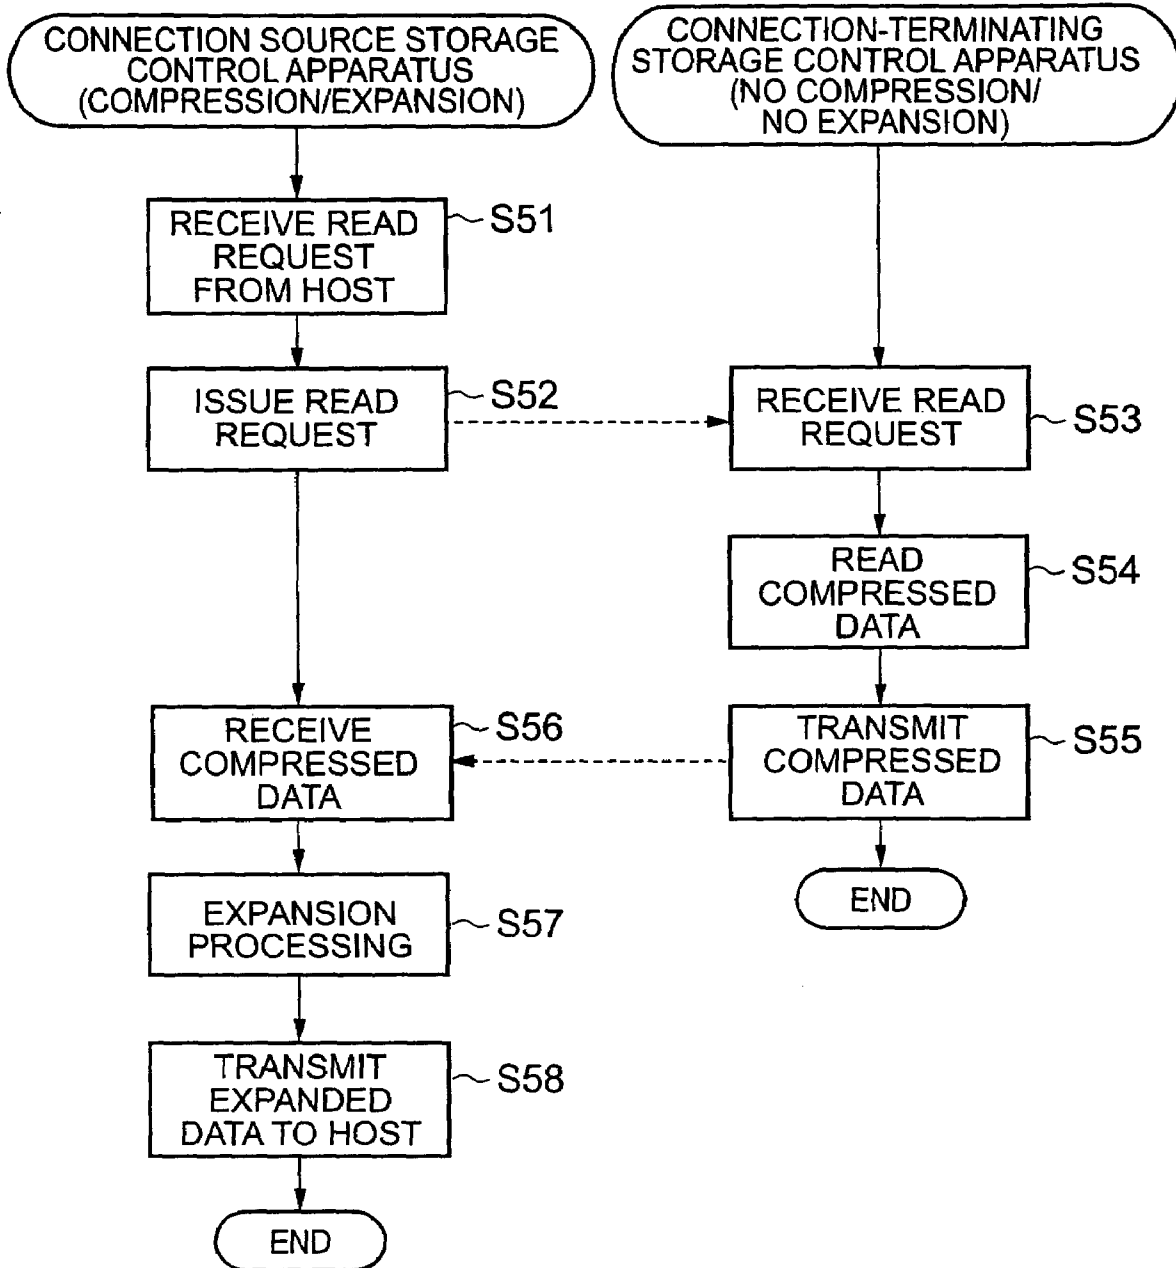 CONNECTION SOURCE STORAGE
CONTROL APPARATUS
(COMPRESSION/EXPANSION)
CONNECTION-TERMINATING
STORAGE CONTROL APPARATUS
(NO COMPRESSION/
NO EXPANSION)
RECEIVE READ
REQUEST
FROM HOST
S51
ISSUE READ
REQUEST
S52
RECEIVE READ
REQUEST
S53
READ
COMPRESSED
DATA
S54
RECEIVE
COMPRESSED
DATA
S56
TRANSMIT
COMPRESSED
DATA
S55
END
EXPANSION
PROCESSING
S57
TRANSMIT
EXPANDED
DATA TO HOST
S58
END